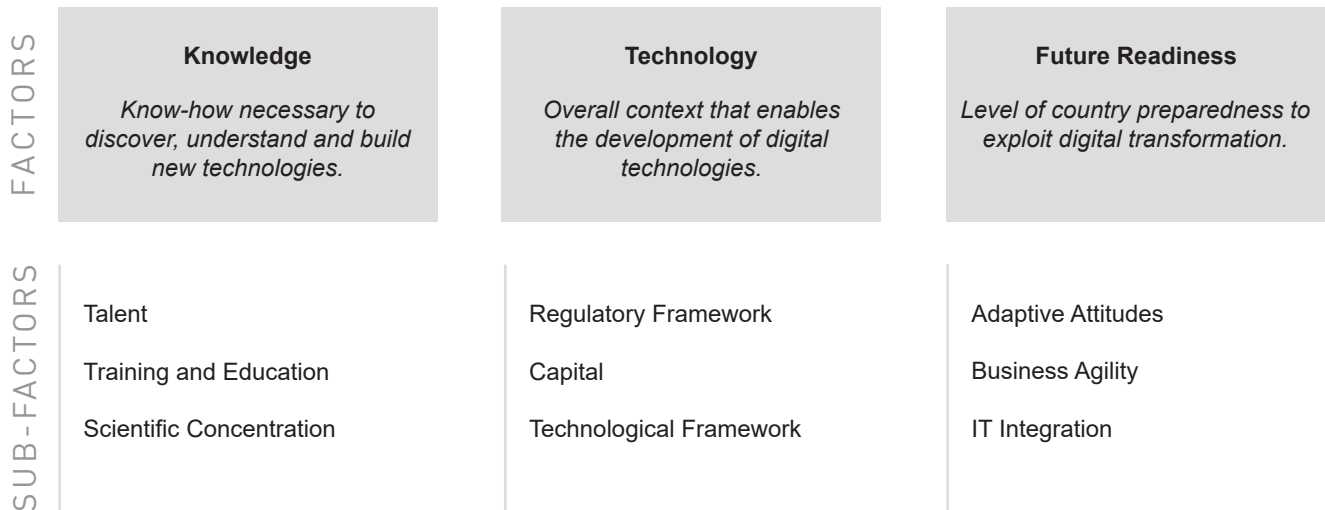 FACTORS
Knowledge
Know-how necessary to
discover, understand and build
new technologies.
Technology
Overall context that enables
the development of digital
technologies.
Future Readiness
Level of country preparedness to
exploit digital transformation.
SUB-FACTORS
Talent
Training and Education
Scientific Concentration
Regulatory Framework
Capital
Technological Framework
Adaptive Attitudes
Business Agility
IT Integration